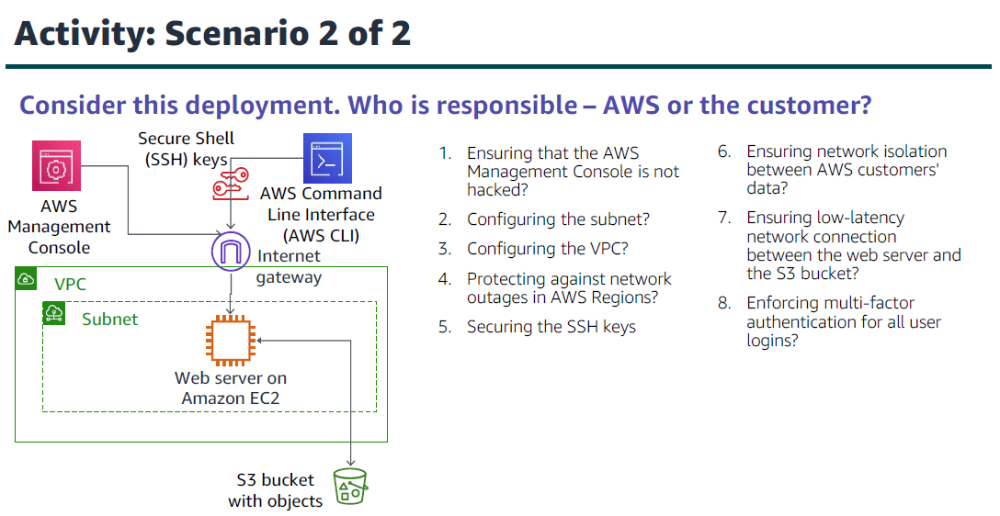 Activity: Scenario 2 of 2
Consider this deployment. Who is responsible – AWS or the customer?
Secure Shell
(SSH) keys
AWS
Management
Console
AWS Command
Line Interface
(AWS CLI)
Internet
gateway
VPC
Subnet
Web server on
Amazon EC2
S3 bucket
with objects
1. Ensuring that the AWS
Management Console is not
hacked?
2. Configuring the subnet?
3. Configuring the VPC?
4. Protecting against network
outages in AWS Regions?
5. Securing the SSH keys
6. Ensuring network isolation
between AWS customers'
data?
7. Ensuring low-latency
network connection
between the web server and
the S3 bucket?
8. Enforcing multi-factor
authentication for all user
logins?